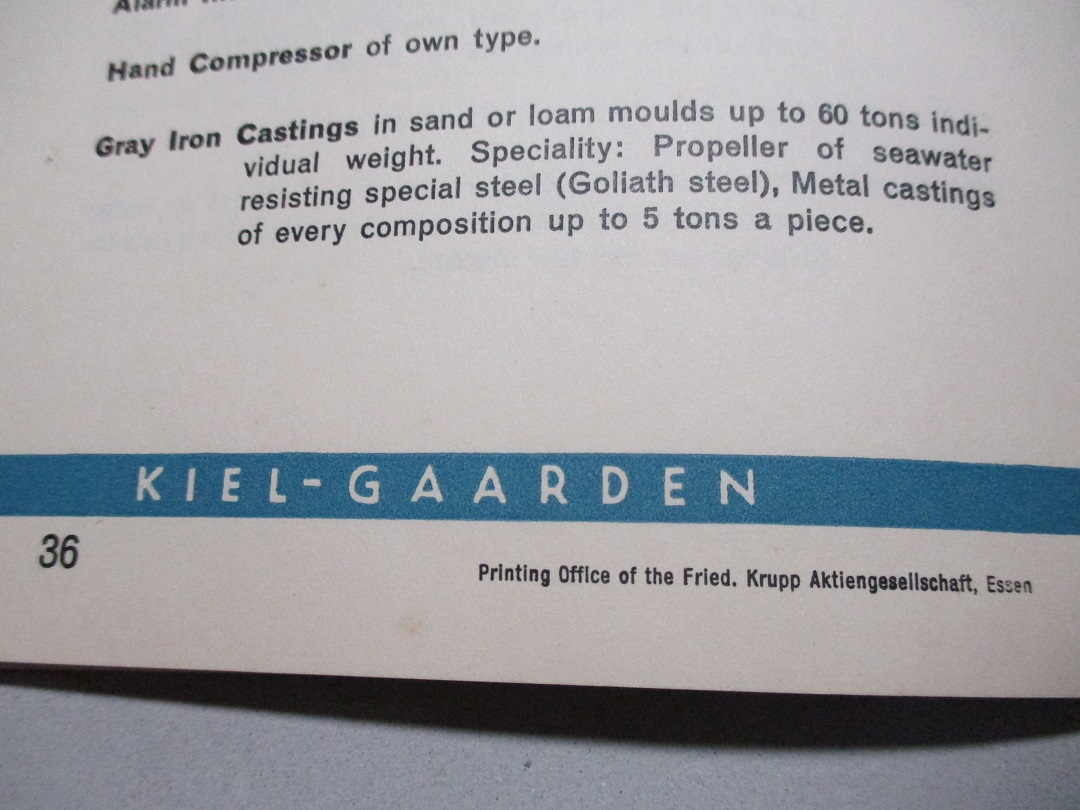 Alarm
Hand Compressor of own type.
Gray Iron Castings in sand or loam moulds up to 60 tons indi-
vidual weight. Speciality: Propeller of seawater
resisting special steel (Goliath steel), Metal castings
of every composition up to 5 tons a piece.
KIEL-GAARDEN
36
Printing Office of the Fried. Krupp Aktiengesellschaft, Essen